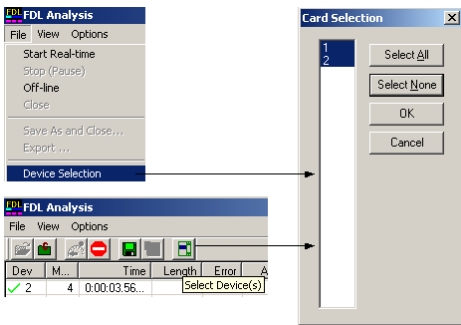 FDL FDL Analysis
File View Options
Start Real-time
Stop (Pause)
Off-line
Close
Save As and Close...
Export ...
Device Selection
Card Selection
1
2
Select All
Select None
OK
Cancel
FDL FDL Analysis
File View Options
Dev M... Time Length Error A
2 4 0:00:03.56...
Select Device(s)